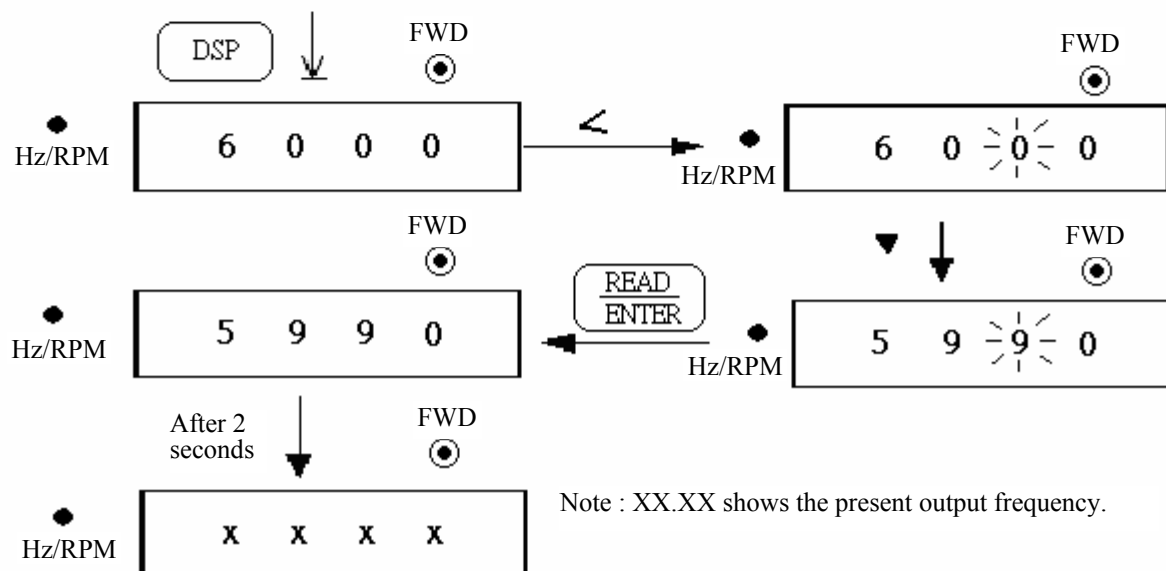 DSP
FWD
Hz/RPM
6 0 0 0
<
FWD
Hz/RPM
6 0 0 0
FWD
Hz/RPM
5 9 9 0
READ
ENTER
FWD
Hz/RPM
5 9 9 0
After 2
seconds
FWD
Hz/RPM
x x x x
Note : XX.XX shows the present output frequency.